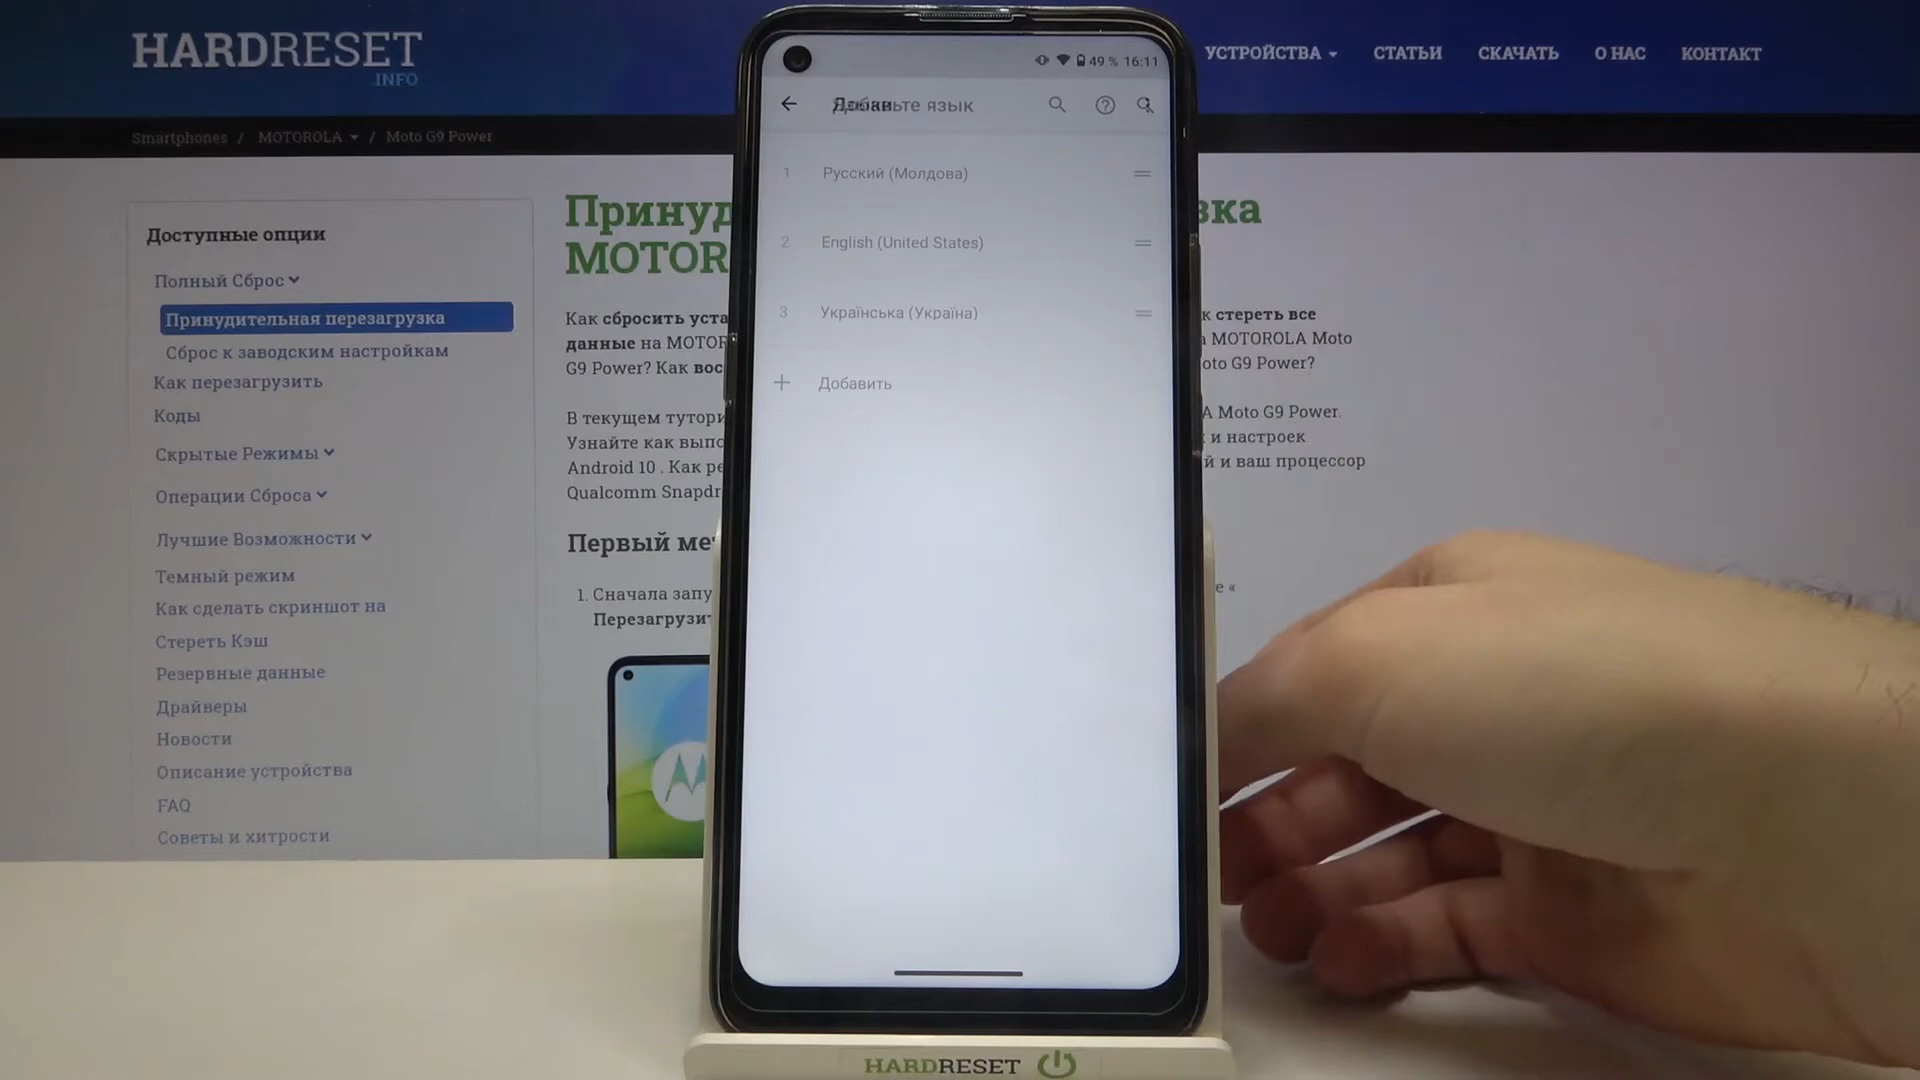 HARDRESET
.INFO
УСТРОЙСТВА
СТАТЬИ
СКАЧАТЬ
О НАС
КОНТАКТ
Smartphones / MOTOROLA / Moto G9 Power
Доступные опции
Полный Сброс
Принудительная перезагрузка
Сброс к заводским настройкам
Как перезагрузить
Коды
Скрытые Режимы
Операции Сброса
Лучшие Возможности
Темный режим
Как сделать скриншот на
Стереть Кэш
Резервные данные
Драйверы
Новости
Описание устройства
FAQ
Советы и хитрости
Принуд
MOTOR
Как сбросить уста
данные на MOTOR
G9 Power? Как вос
В текущем тутори
Узнайте как выпо
Android 10 . Как ре
Qualcomm Snapdr
Первый ме
1. Сначала запу
Перезагрузит
49 % 16:11
Добавьте язык
1 Русский (Молдова)
2 English (United States)
3 Українська (Україна)
+ Добавить
зка
к стереть все
MOTOROLA Moto
oto G9 Power?
A Moto G9 Power.
и настроек
й и ваш процессор
е «
HARDRESET